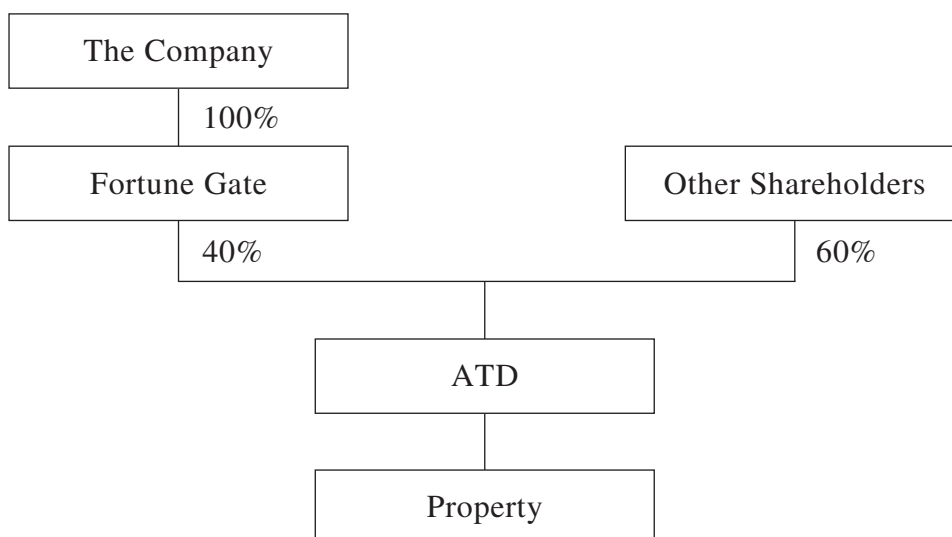 The Company
100%
Fortune Gate
Other Shareholders
40%
60%
ATD
Property